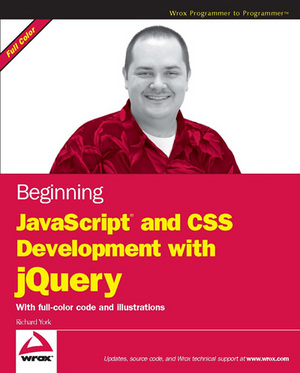 Wrox Programmer to Programmer™
Full Color
Beginning
JavaScript® and CSS
Development with
jQuery
With full-color code and illustrations
Richard York
wrox™
Updates, source code, and Wrox technical support at www.wrox.com